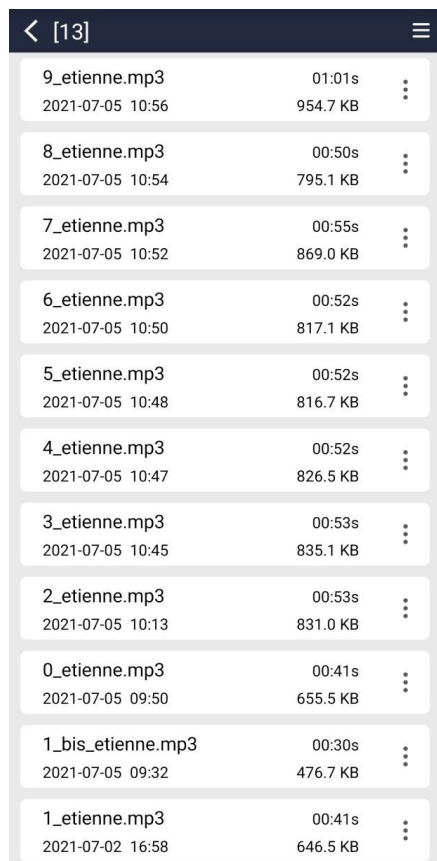 [13]
9_etienne.mp3 01:01s
2021-07-05 10:56 954.7 KB
8_etienne.mp3 00:50s
2021-07-05 10:54 795.1 KB
7_etienne.mp3 00:55s
2021-07-05 10:52 869.0 KB
6_etienne.mp3 00:52s
2021-07-05 10:50 817.1 KB
5_etienne.mp3 00:52s
2021-07-05 10:48 816.7 KB
4_etienne.mp3 00:52s
2021-07-05 10:47 826.5 KB
3_etienne.mp3 00:53s
2021-07-05 10:45 835.1 KB
2_etienne.mp3 00:53s
2021-07-05 10:13 831.0 KB
0_etienne.mp3 00:41s
2021-07-05 09:50 655.5 KB
1_bis_etienne.mp3 00:30s
2021-07-05 09:32 476.7 KB
1_etienne.mp3 00:41s
2021-07-02 16:58 646.5 KB